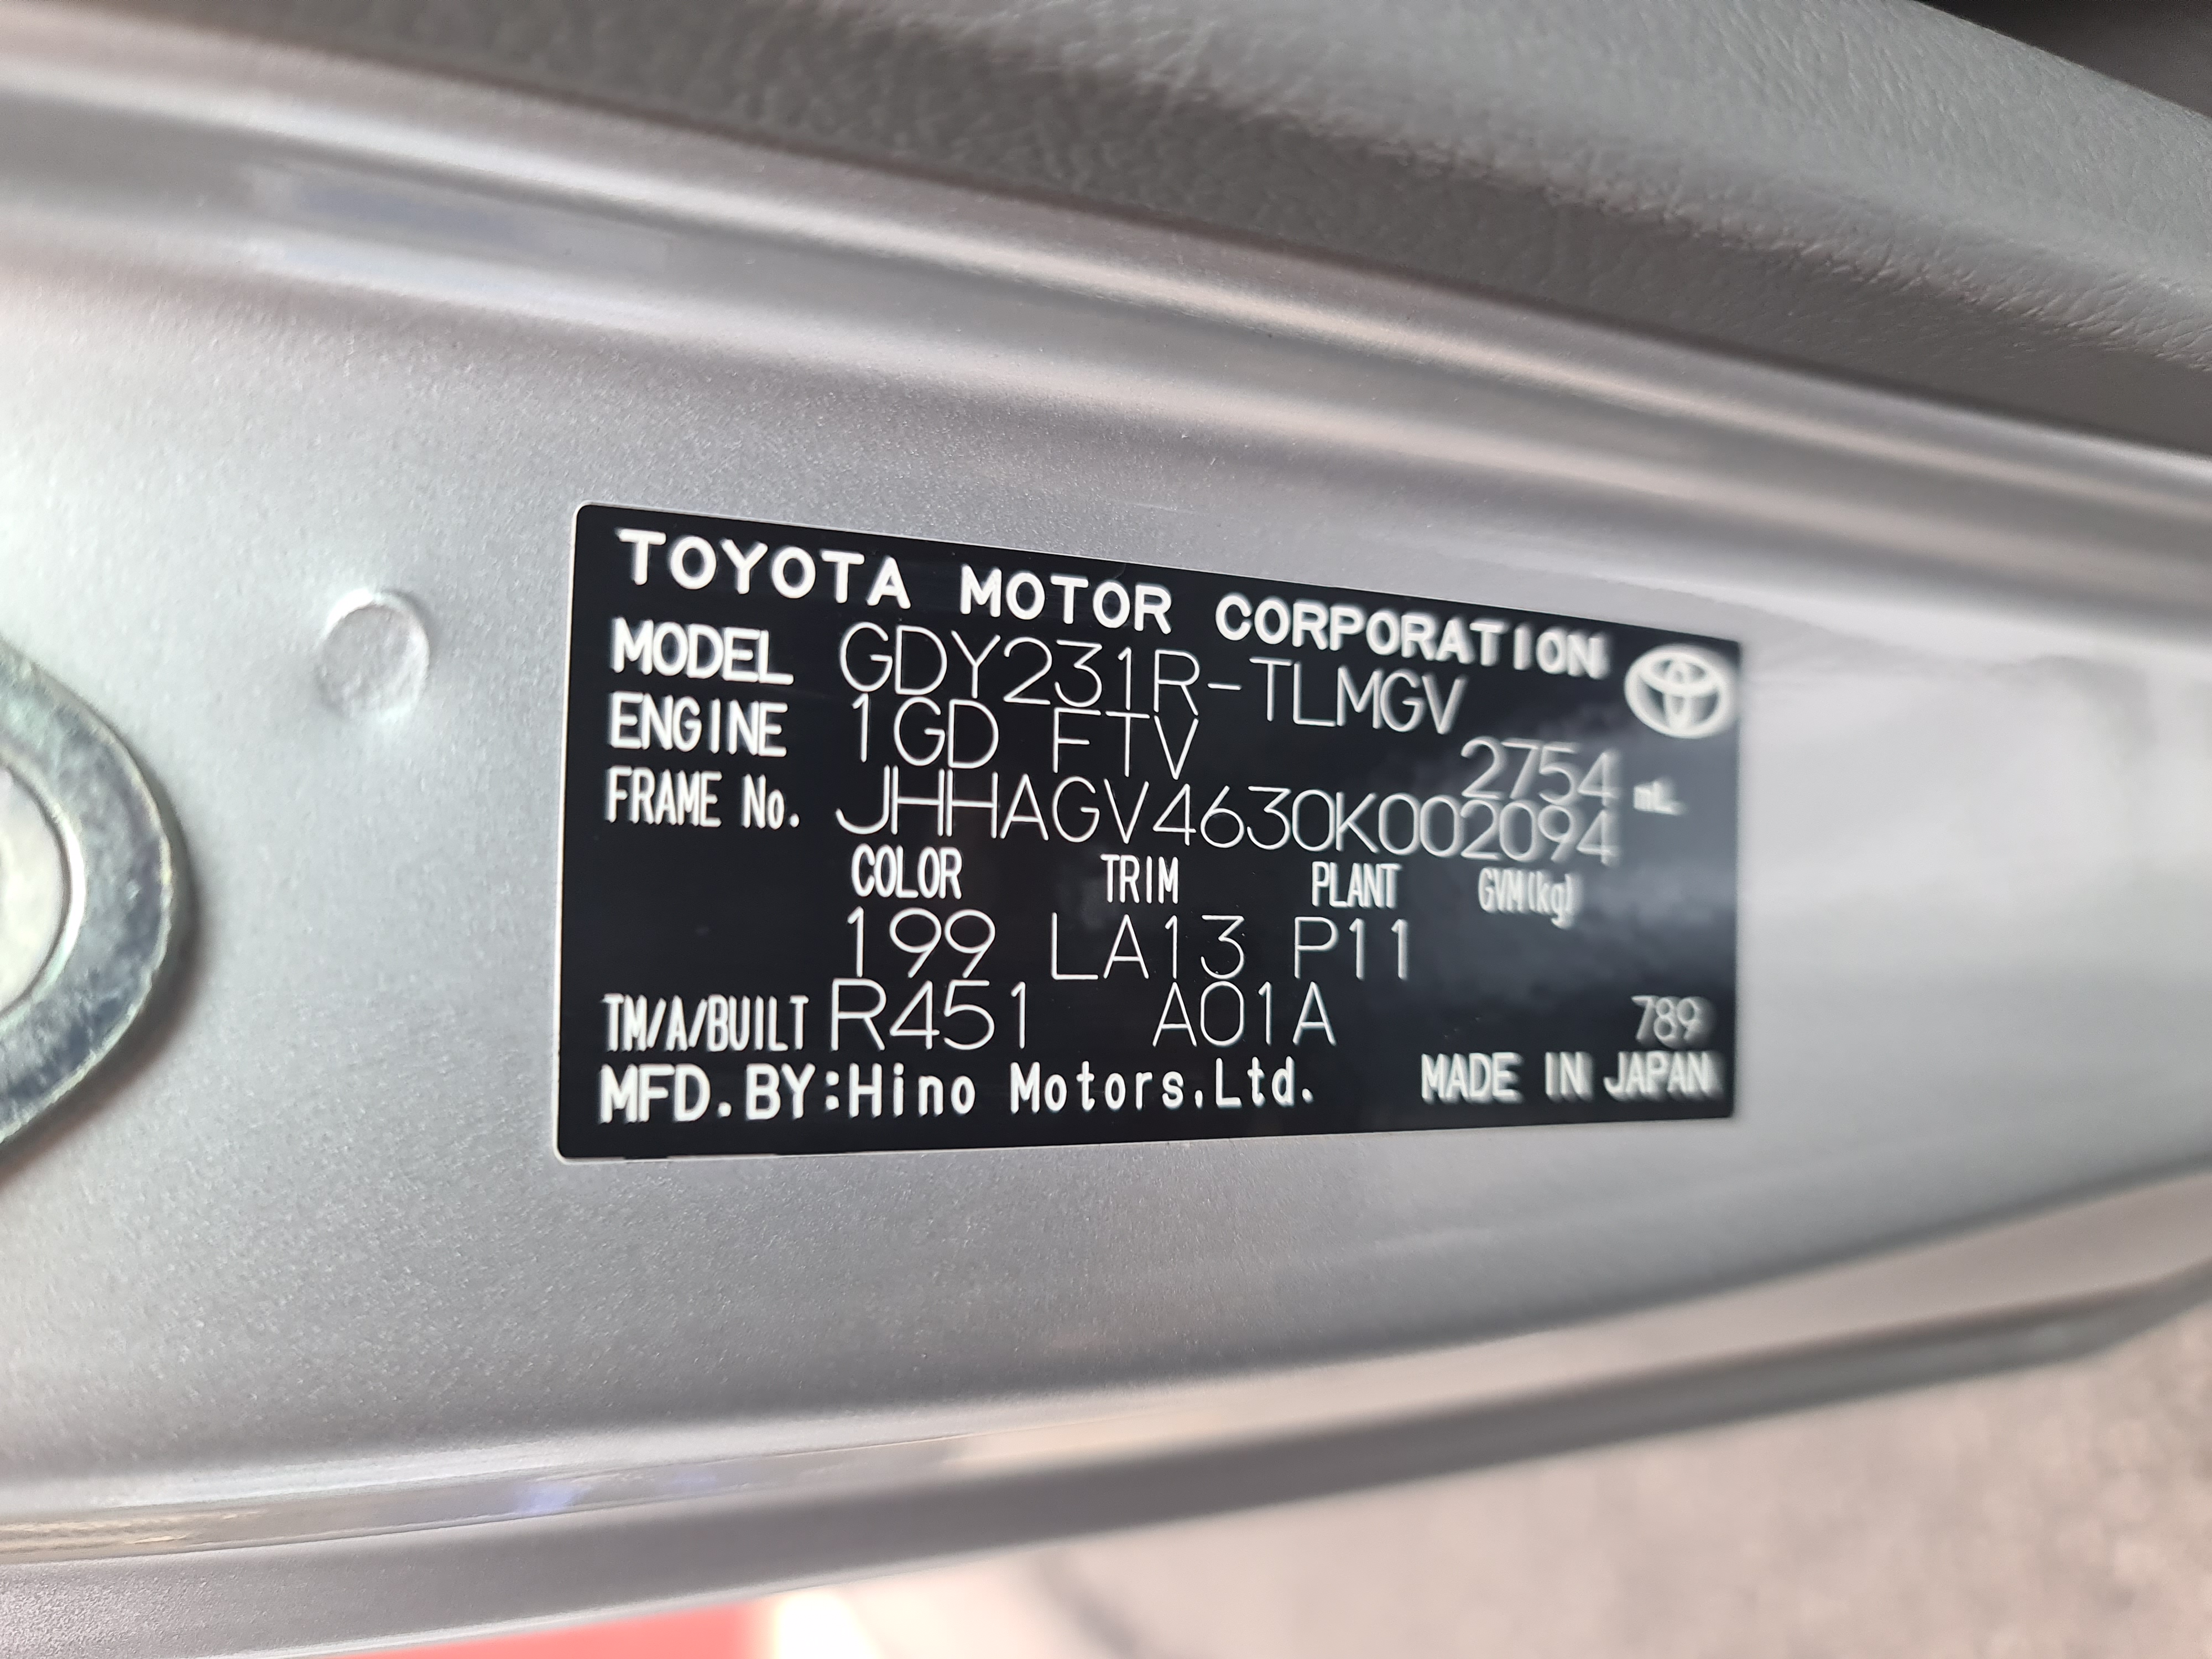 TOYOTA MOTOR CORPORATION
MODEL GDY231R-TLMGV
ENGINE 1GD FTV 2754 mL
FRAME No. JHHAGV4630K002094
COLOR TRIM PLANT GVM(kg)
199 LA13 P11
TM/A/BUILT R451 A01A 789
MFD.BY:Hino Motors,Ltd. MADE IN JAPAN